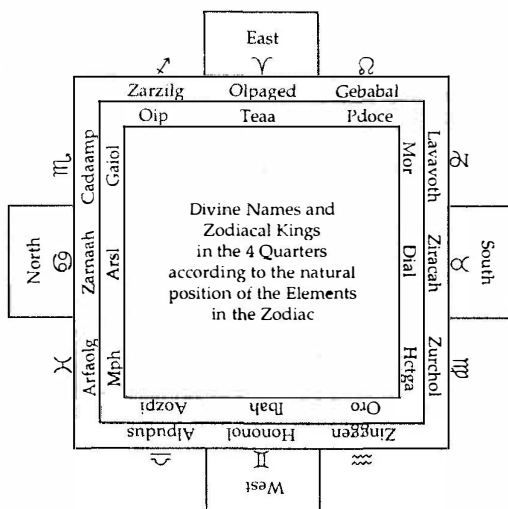 East
♐ ♈ ♌
Zarzilg Olpaged Gebabal
Oip Teaa Pdoce
North
♏ ♋ ♓
Cadaamp Zarnaah Arfaolg
Gaiol Arsl Mph
Divine Names and
Zodiacal Kings
in the 4 Quarters
according to the natural
position of the Elements
in the Zodiac
Mor Dial Hctga
Lavavoth Ziracah Zurchol
♑ ♉ ♍
South
Aozpi Ibah Oro
Alpudus Hononol Zinggen
♎ ♊ ♒
West